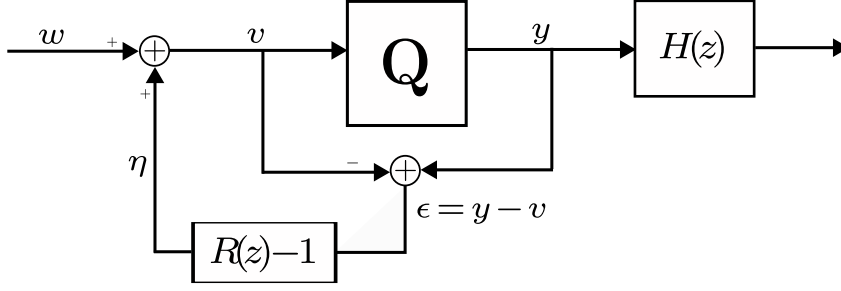 w + v Q y H(z)
+
η − ϵ = y − v
R(z)−1